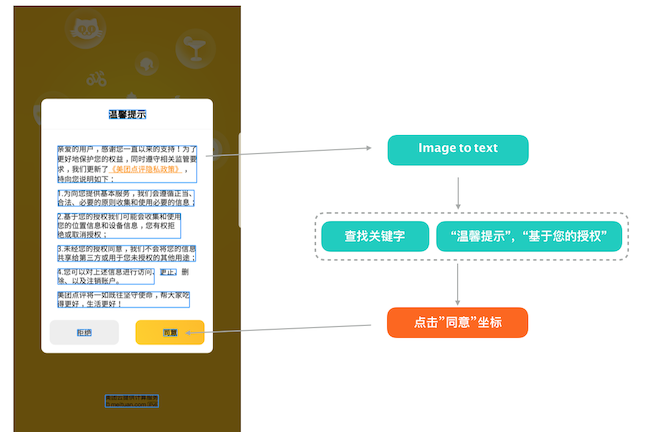 温馨提示
亲爱的用户，感谢您一直以来的支持！为了
更好地保护您的权益，同时遵守相关监管要
求，我们更新了《美团点评隐私政策》，
特向您说明如下：
1.为向您提供基本服务，我们会遵循正当、
合法、必要的原则收集和使用必要的信息；
2.基于您的授权我们可能会收集和使用
您的位置信息和设备信息，您有权拒
绝或取消授权；
3.未经您的授权同意，我们不会将您的信息
共享给第三方或用于您未授权的其他用途；
4.您可以对上述信息进行访问、更正、删
除、以及注销账户。
美团点评将一如既往坚守使命，帮大家吃
得更好，生活更好！
拒绝
同意
Image to text
查找关键字
“温馨提示”，“基于您的授权”
点击”同意”坐标